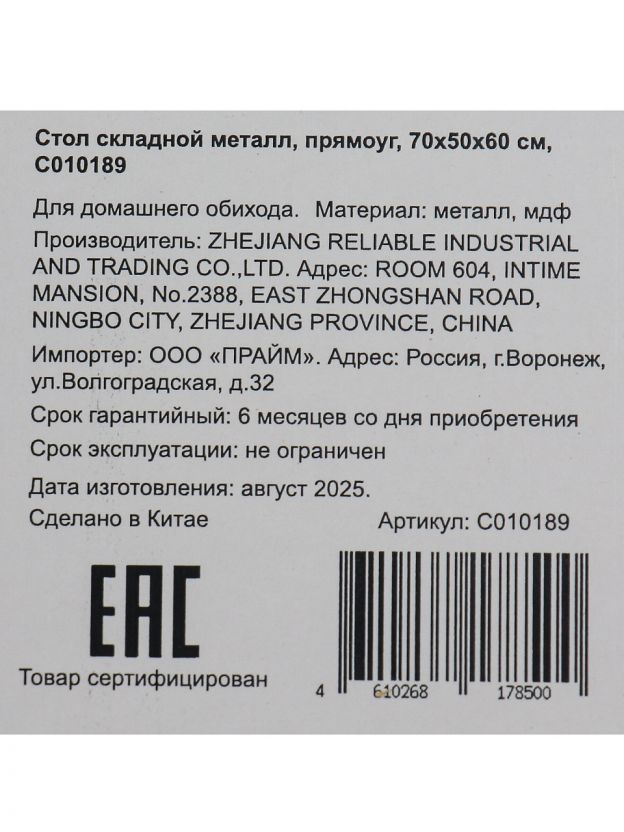 Стол складной металл, прямоуг, 70х50х60 см,
С010189
Для домашнего обихода. Материал: металл, мдф
Производитель: ZHEJIANG RELIABLE INDUSTRIAL
AND TRADING CO.,LTD. Адрес: ROOM 604, INTIME
MANSION, No.2388, EAST ZHONGSHAN ROAD,
NINGBO CITY, ZHEJIANG PROVINCE, CHINA
Импортер: ООО «ПРАЙМ». Адрес: Россия, г.Воронеж,
ул.Волгоградская, д.32
Срок гарантийный: 6 месяцев со дня приобретения
Срок эксплуатации: не ограничен
Дата изготовления: август 2025.
Сделано в Китае
Артикул: С010189
EAC
Товар сертифицирован
4 610268 178500